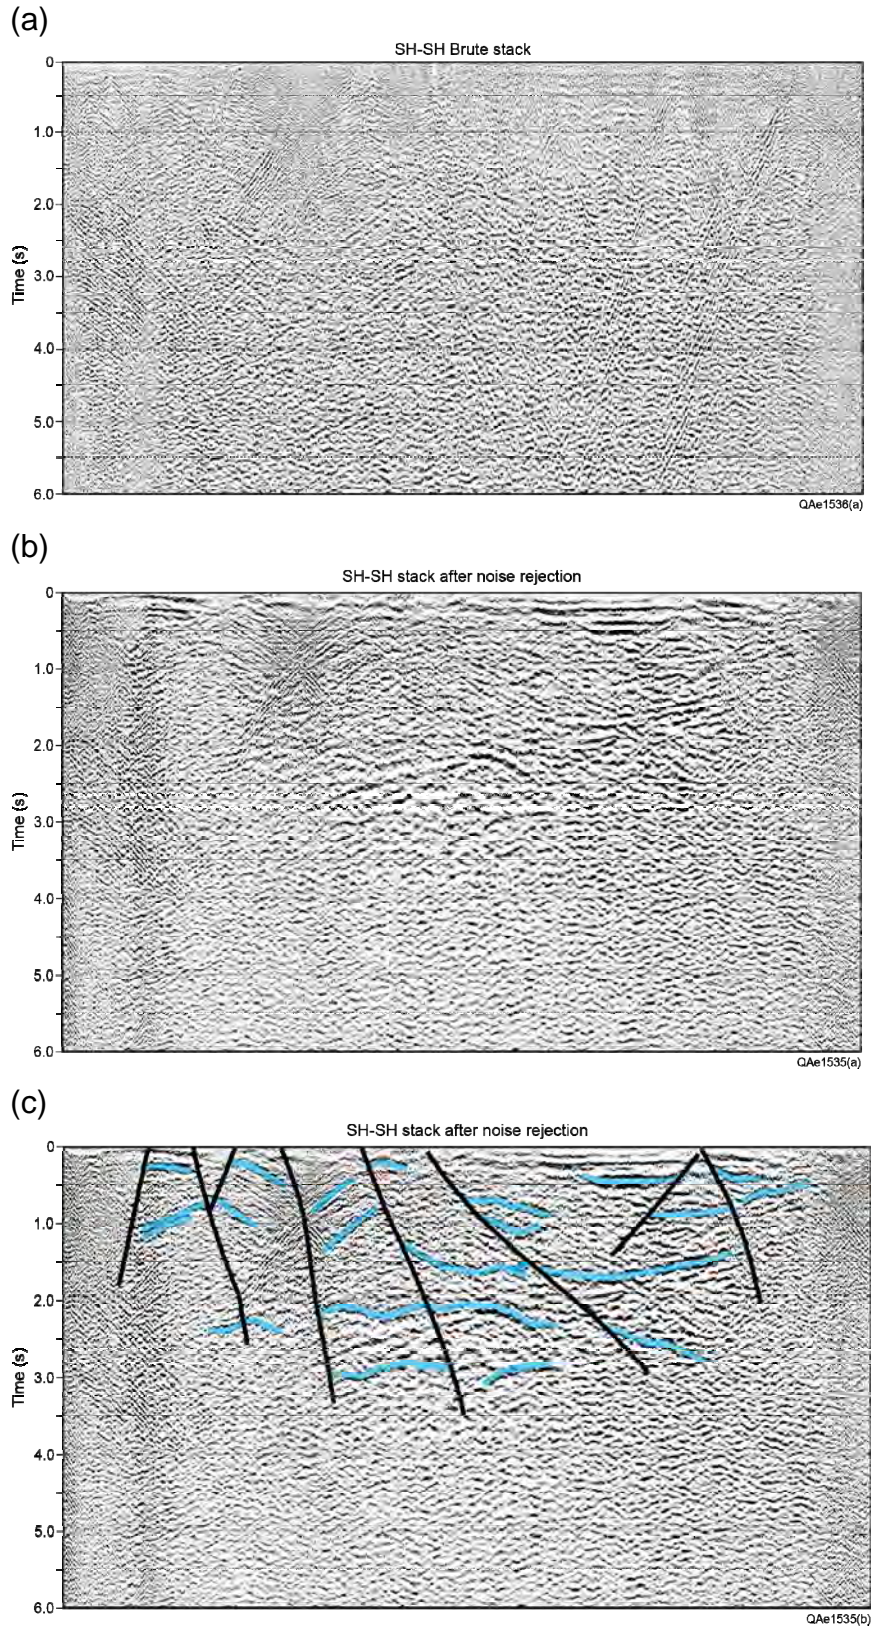 (a)
SH-SH Brute stack
0
1.0
2.0
3.0
4.0
5.0
6.0
Time (s)
QAe1536(a)
(b)
SH-SH stack after noise rejection
0
1.0
2.0
3.0
4.0
5.0
6.0
Time (s)
QAe1535(a)
(c)
SH-SH stack after noise rejection
0
1.0
2.0
3.0
4.0
5.0
6.0
Time (s)
QAe1535(b)